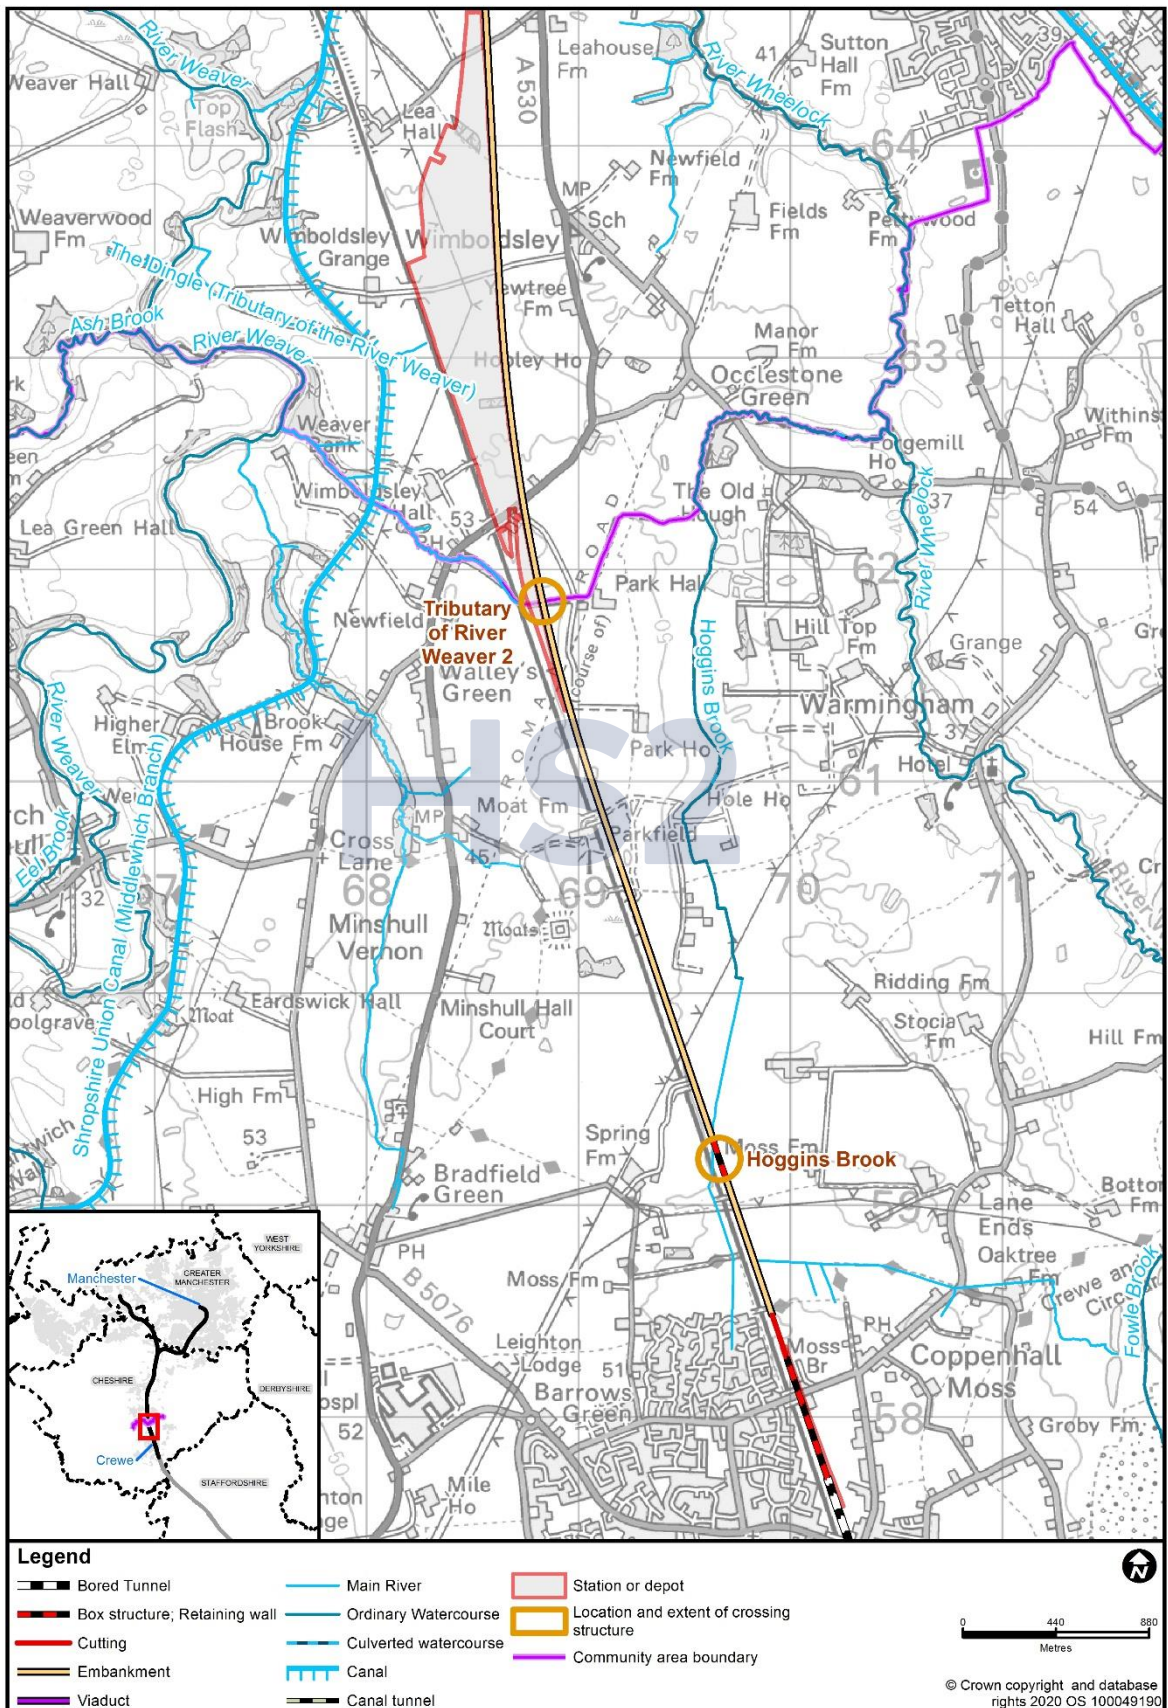 River Weaver
Weaver Hall
Top
Flash
Lea
Hall
A 530
Leahouse
Fm
River Wheelock
41
Sutton
Hall
Fm
39
64
Newfield
Fm
MP
Sch
Fields
Fm
Pettywood
Fm
Weaverwood
Fm
Wimboldsley
Grange
Wimboldsley
The Dingle (Tributary of the River Weaver)
Yewtree
Fm
Tetton
Hall
Ash Brook
River Weaver
Hopley Ho
Manor
Fm
Occlestone
Green
63
Weaver
Bank
Forgemill
Ho
Wimboldsley
Hall
53
PH
The Old
Hough
37
54
Lea Green Hall
ROAD
62
River Wheelock
Park Hall
Newfield
Tributary
of River
Weaver 2
Walley's
Green
(course of)
ROMA
Hill Top
Fm
Grange
Hoggins Brook
Warmingham
37
Hotel
River Weaver
Higher
Elm
Brook
House Fm
Park Ho
61
HS2
Moat Fm
Hole Ho
Parkfield
MP
Cross
Lane
45
Eel Brook
32
67
68
69
70
71
Shropshire Union Canal (Middlewich Branch)
Minshull
Vernon
Moats
Eardswick Hall
Moat
Minshull Hall
Court
Ridding Fm
Stocia
Fm
Hill Fm
High Fm
53
Spring
Fm
Moss Fm
Hoggins Brook
Bradfield
Green
59
Lane
Ends
Oaktree
Fm
PH
B 5076
Moss Fm
Fowle Brook
Crewe and
Leighton
Lodge
51
Moss
Br
PH
Coppenhall
Moss
Barrows
Green
52
58
Groby Fm
Mile
Ho
WEST
YORKSHIRE
GREATER
MANCHESTER
Manchester
CHESHIRE
DERBYSHIRE
Crewe
STAFFORDSHIRE
Legend
Bored Tunnel
Box structure; Retaining wall
Cutting
Embankment
Viaduct
Main River
Ordinary Watercourse
Culverted watercourse
Canal
Canal tunnel
Station or depot
Location and extent of crossing
structure
Community area boundary
N
0 440 880
Metres
© Crown copyright and database
rights 2020 OS 100049190